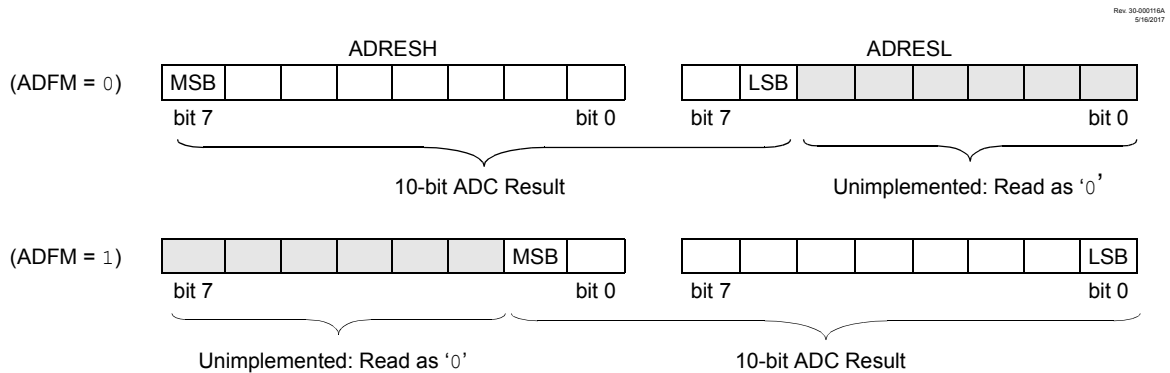 Rev. 30-000116A
5/16/2017
ADRESH ADRESL
(ADFM = 0) MSB LSB
bit 7 bit 0 bit 7 bit 0
10-bit ADC Result Unimplemented: Read as ‘0’
(ADFM = 1) MSB LSB
bit 7 bit 0 bit 7 bit 0
Unimplemented: Read as ‘0’ 10-bit ADC Result